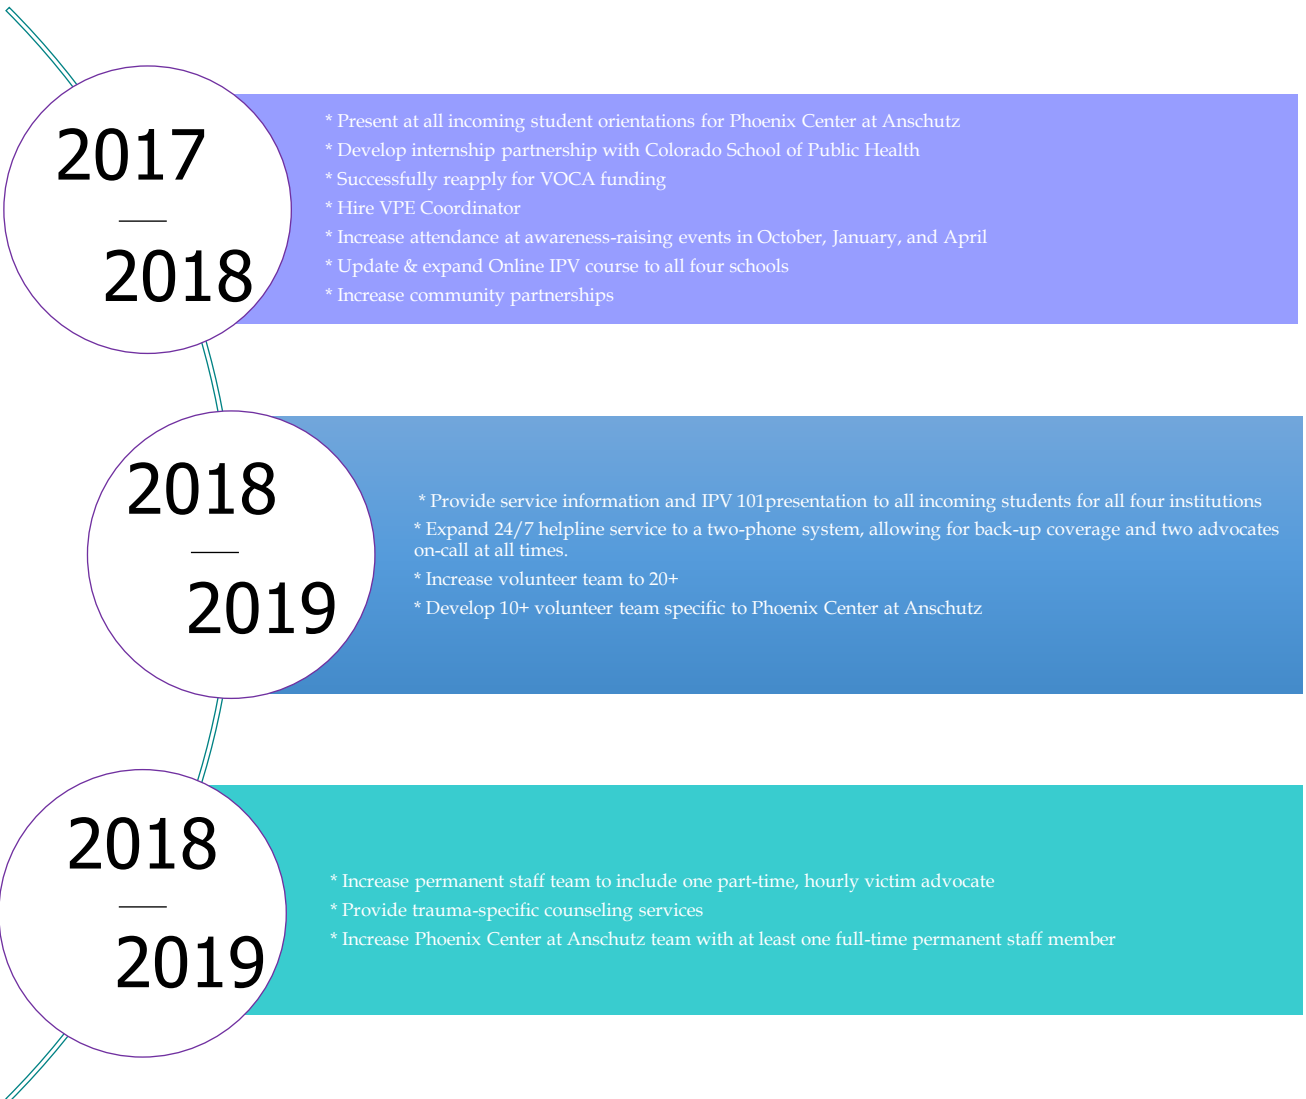 2017
2018
* Present at all incoming student orientations for Phoenix Center at Anschutz
* Develop internship partnership with Colorado School of Public Health
* Successfully reapply for VOCA funding
* Hire VPE Coordinator
* Increase attendance at awareness-raising events in October, January, and April
* Update & expand Online IPV course to all four schools
* Increase community partnerships
2018
2019
* Provide service information and IPV 101presentation to all incoming students for all four institutions
* Expand 24/7 helpline service to a two-phone system, allowing for back-up coverage and two advocates
on-call at all times.
* Increase volunteer team to 20+
* Develop 10+ volunteer team specific to Phoenix Center at Anschutz
2018
2019
* Increase permanent staff team to include one part-time, hourly victim advocate
* Provide trauma-specific counseling services
* Increase Phoenix Center at Anschutz team with at least one full-time permanent staff member